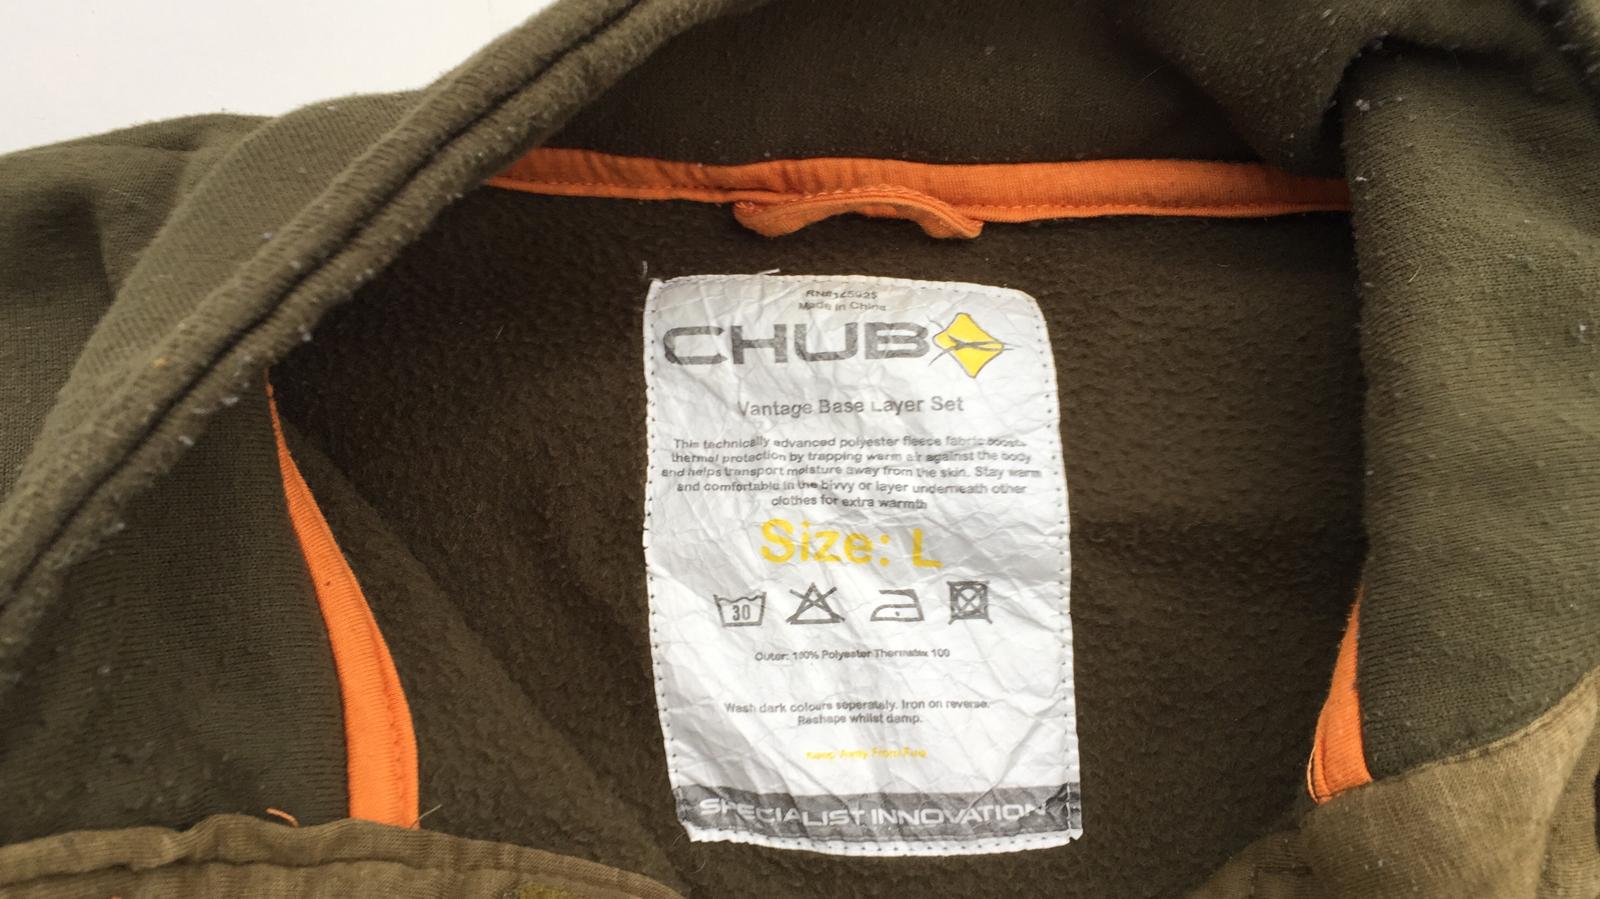 Made in China
CHUB
Vantage Base Layer Set
This technically advanced polyester fleece fabric boosts
thermal protection by trapping warm air against the body
and helps transport moisture away from the skin. Stay warm
and comfortable in the bivvy or layer underneath other
clothes for extra warmth
Size: L
30
Outer: 100% Polyester Thermatex 100
Wash dark colours seperately. Iron on reverse.
Reshape whilst damp.
Keep Away From Fire
SPECIALIST INNOVATION